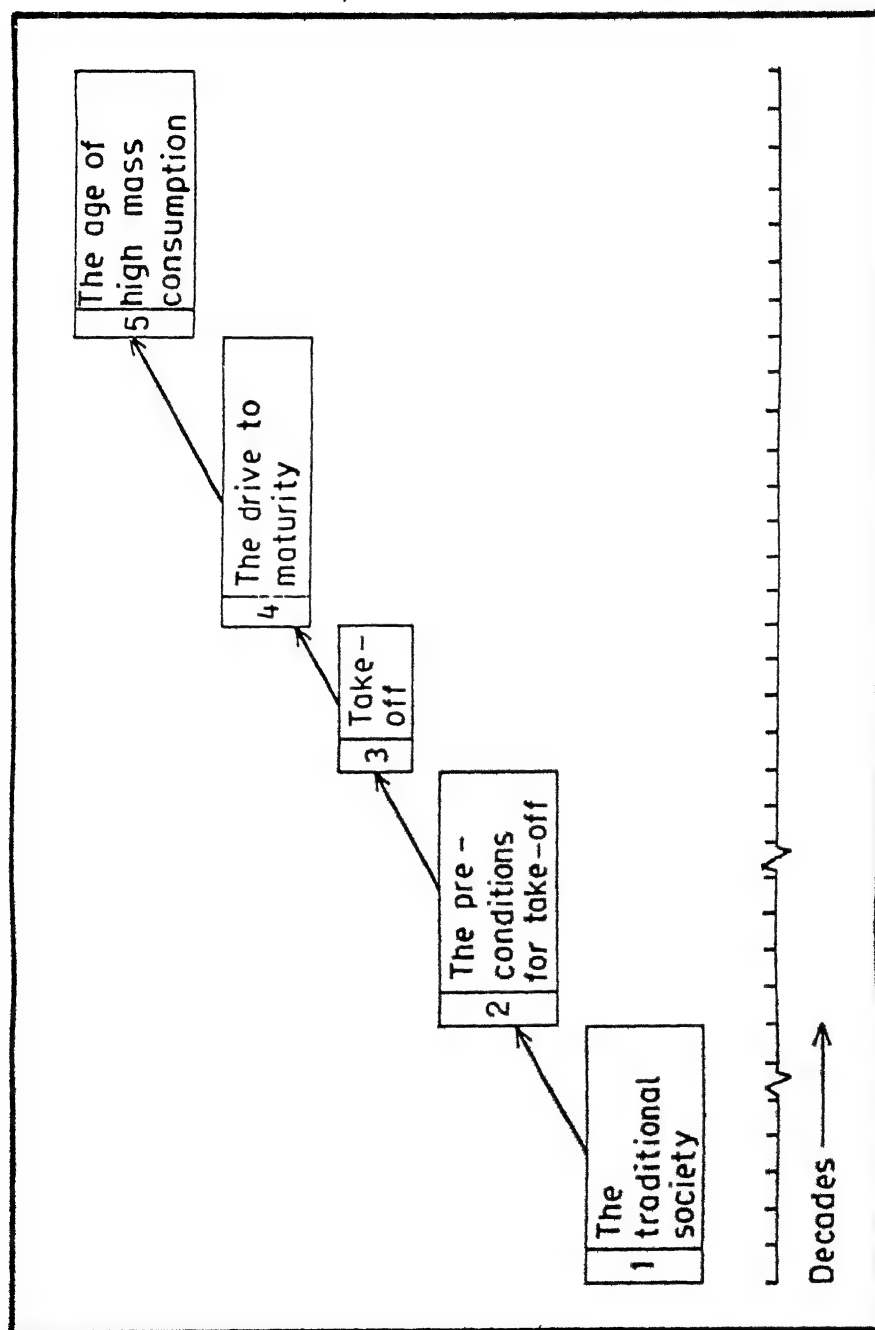 1
The
traditional
society
2
The pre-
conditions
for take-off
3
Take-
off
4
The drive to
maturity
5
The age of
high mass
consumption
Decades